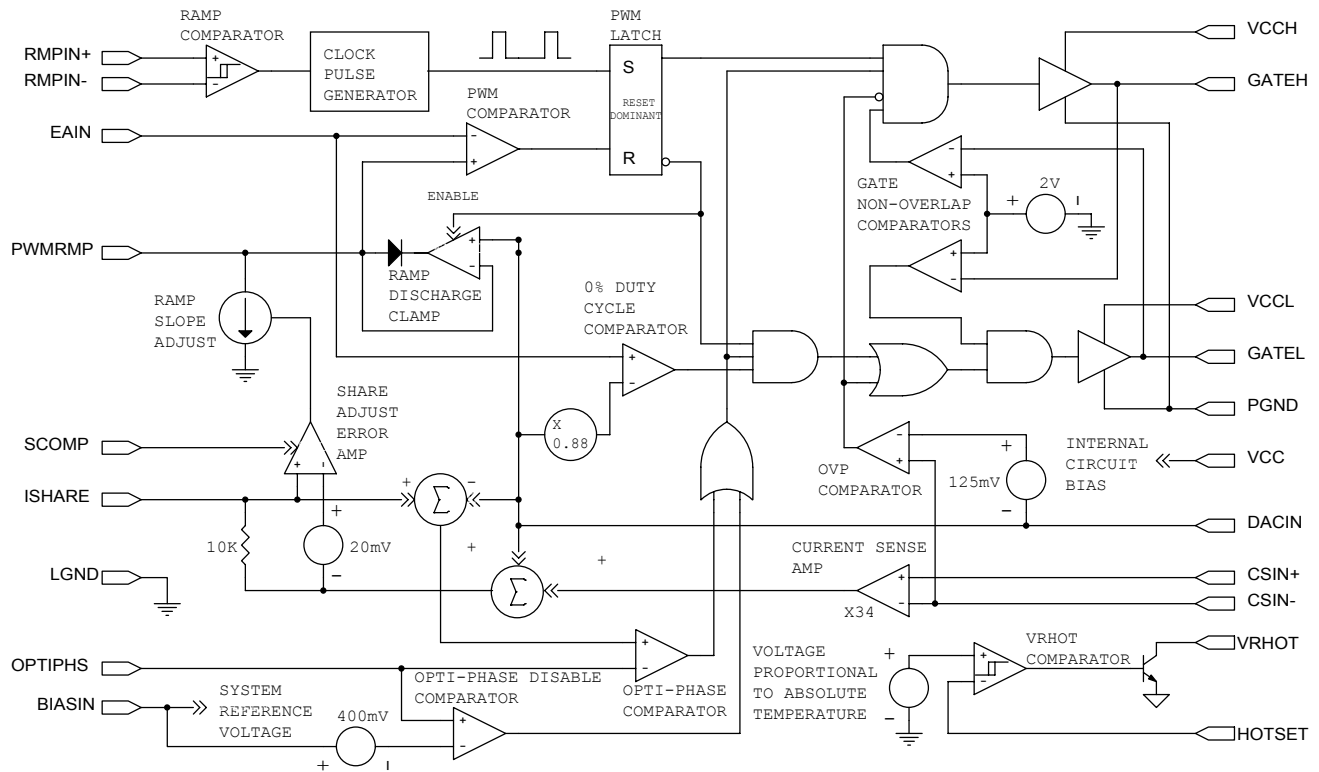 RAMP
COMPARATOR
PWM
LATCH
VCCH
RMPIN+
RMPIN-
CLOCK
PULSE
GENERATOR
S
RESET
DOMINANT
R
GATEH
EAIN
PWM
COMPARATOR
ENABLE
GATE
NON-OVERLAP
COMPARATORS
2V
PWMRMP
RAMP
DISCHARGE
CLAMP
RAMP
SLOPE
ADJUST
0% DUTY
CYCLE
COMPARATOR
VCCL
GATEL
PGND
SHARE
ADJUST
ERROR
AMP
X
0.88
SCOMP
OVP
COMPARATOR
125mV
INTERNAL
CIRCUIT
BIAS
VCC
ISHARE
Σ
DACIN
10K
20mV
CURRENT SENSE
AMP
X34
CSIN+
CSIN-
LGND
Σ
OPTIPHS
OPTI-PHASE DISABLE
COMPARATOR
OPTI-PHASE
COMPARATOR
VOLTAGE
PROPORTIONAL
TO ABSOLUTE
TEMPERATURE
VRHOT
COMPARATOR
VRHOT
BIASIN
SYSTEM
REFERENCE
VOLTAGE
400mV
HOTSET